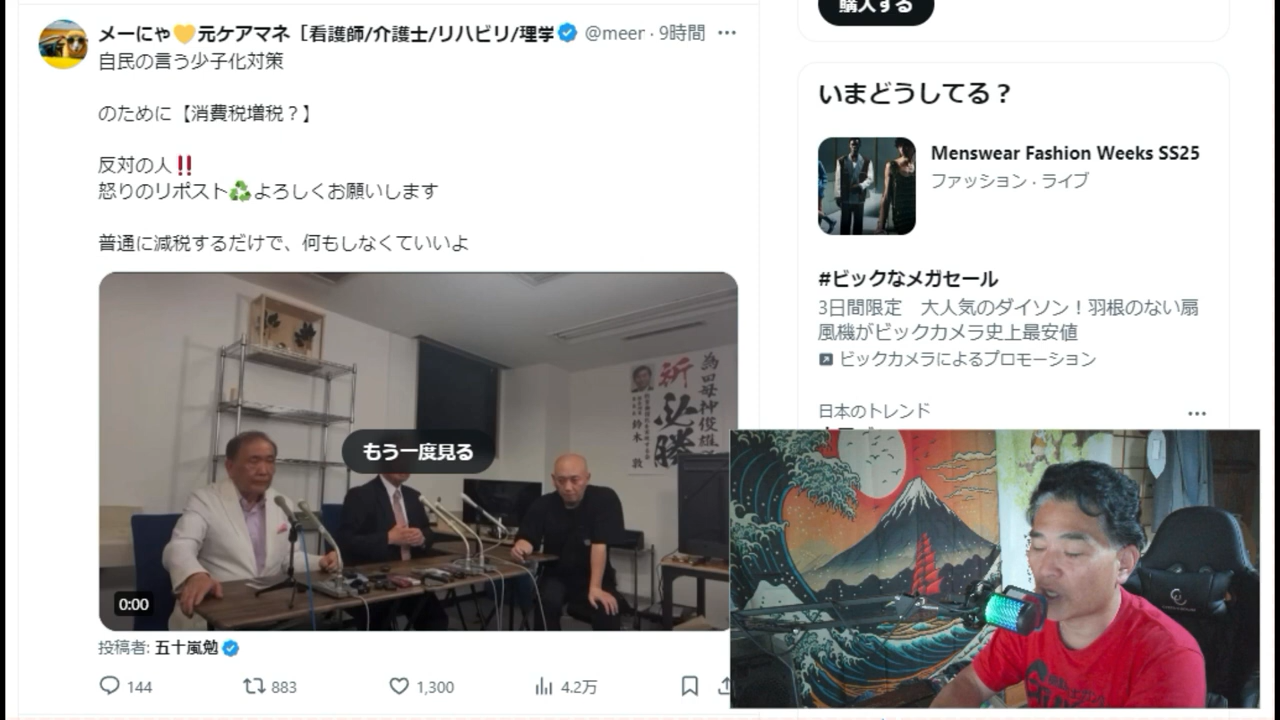 メーにゃ💛元ケアマネ［看護師/介護士/リハビリ/理学 @meer · 9時間
自民の言う少子化対策
のために【消費税増税？】
反対の人‼
怒りのリポスト♻よろしくお願いします
普通に減税するだけで、何もしなくていいよ
為田母神俊雄
祈
必勝
もう一度見る
0:00
投稿者: 五十嵐勉
144
883
1,300
4.2万
購入する
いまどうしてる？
Menswear Fashion Weeks SS25
ファッション · ライブ
#ビックなメガセール
3日間限定　大人気のダイソン！羽根のない扇
風機がビックカメラ史上最安値
ビックカメラによるプロモーション
日本のトレンド